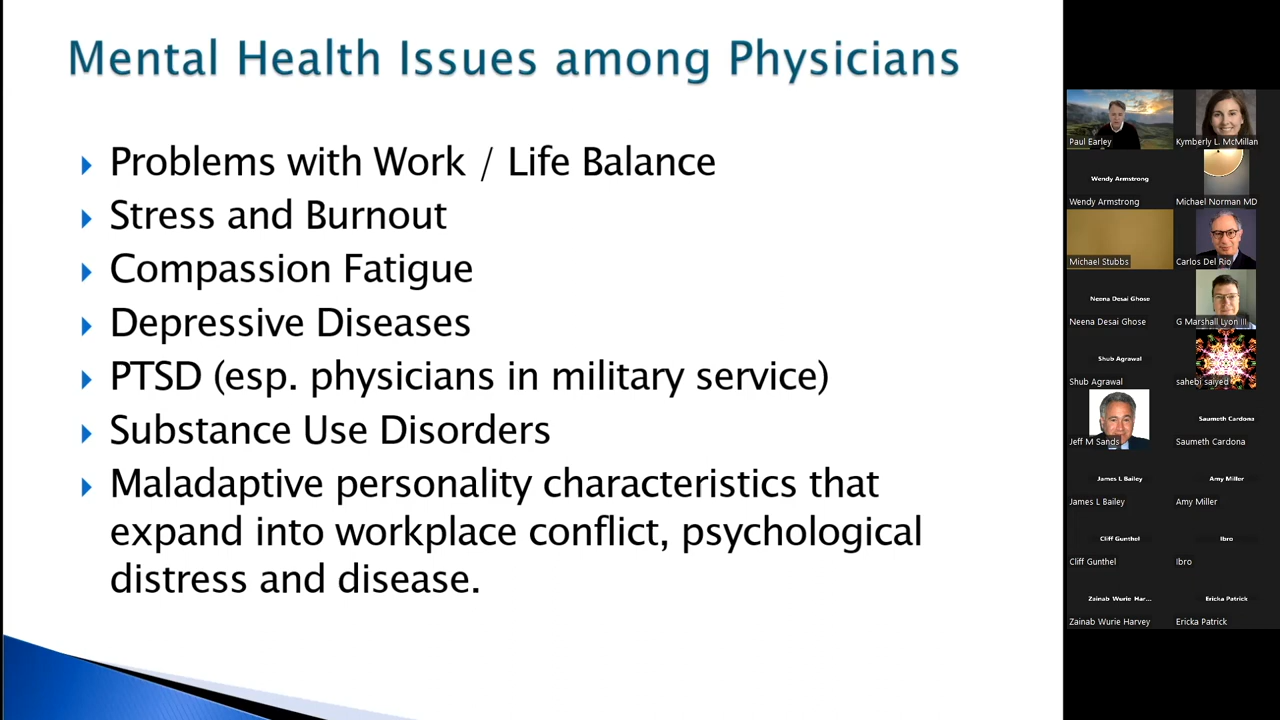 Mental Health Issues among Physicians
Problems with Work / Life Balance
Stress and Burnout
Compassion Fatigue
Depressive Diseases
PTSD (esp. physicians in military service)
Substance Use Disorders
Maladaptive personality characteristics that
expand into workplace conflict, psychological
distress and disease.
Paul Earley
Kymberly L. McMillan
Wendy Armstrong
Wendy Armstrong
Michael Norman MD
Michael Stubbs
Carlos Del Rio
Neena Desai Ghose
Neena Desai Ghose
G Marshall Lyon III
Shub Agrawal
Shub Agrawal
sahebi saiyed
Jeff M Sands
Saumeth Cardona
Saumeth Cardona
James L Bailey
James L Bailey
Amy Miller
Amy Miller
Cliff Gunthel
Cliff Gunthel
Ibro
Ibro
Zainab Wurie Har...
Zainab Wurie Harvey
Ericka Patrick
Ericka Patrick